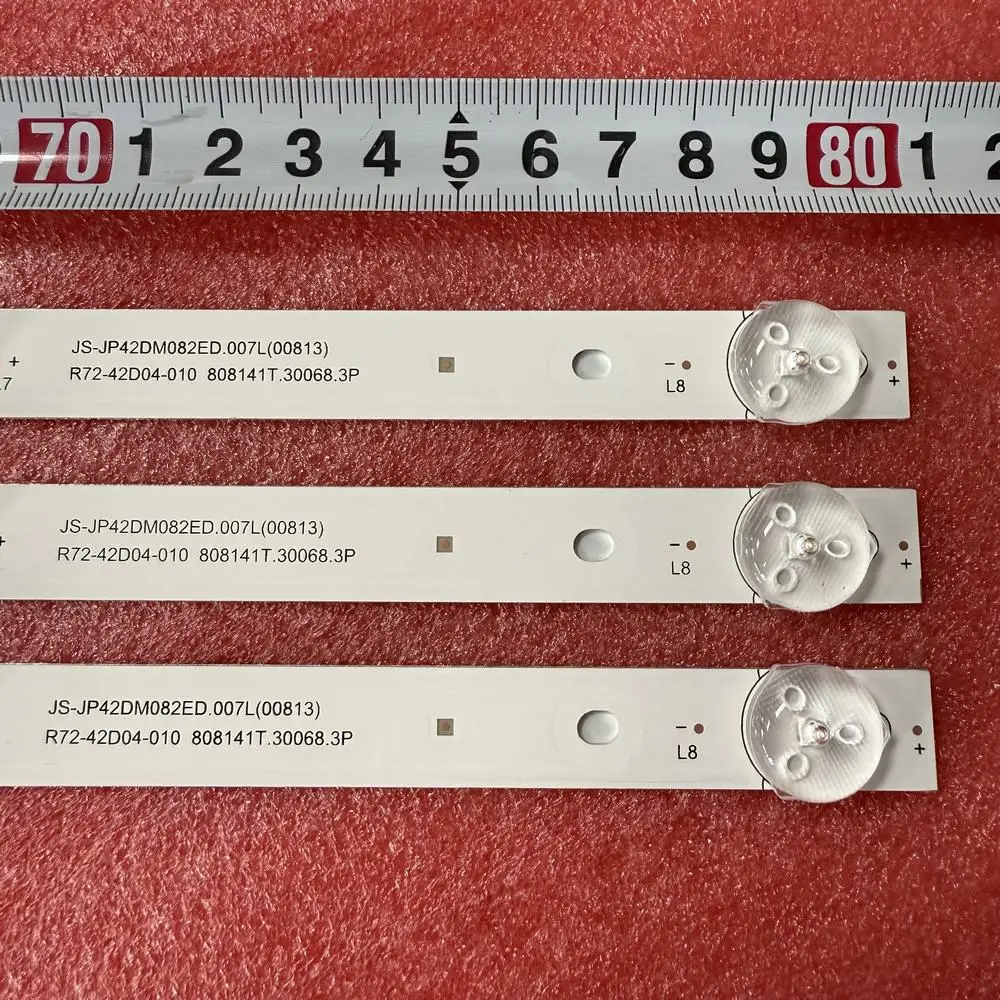 70 1 2 3 4 5 6 7 8 9 80 1 2
JS-JP42DM082ED.007L(00813)
R72-42D04-010 808141T.30068.3P
+
7
−
L8
+
JS-JP42DM082ED.007L(00813)
R72-42D04-010 808141T.30068.3P
+
−
L8
+
JS-JP42DM082ED.007L(00813)
R72-42D04-010 808141T.30068.3P
−
L8
+